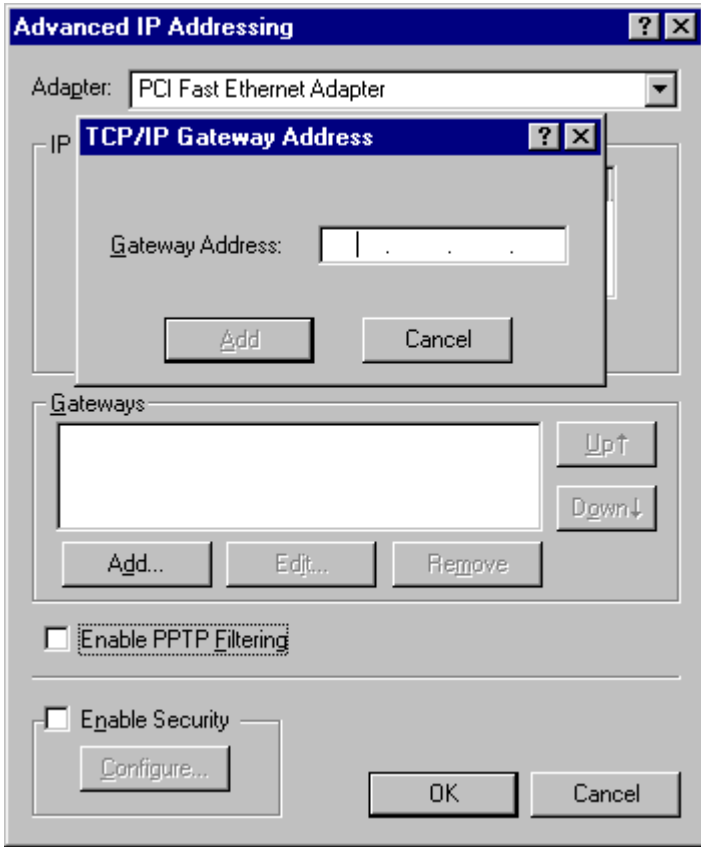 Advanced IP Addressing
Adapter: PCI Fast Ethernet Adapter
IP
TCP/IP Gateway Address
Gateway Address: . . .
Add Cancel
Gateways
Up↑
Down↓
Add... Edit... Remove
Enable PPTP Filtering
Enable Security
Configure...
OK Cancel